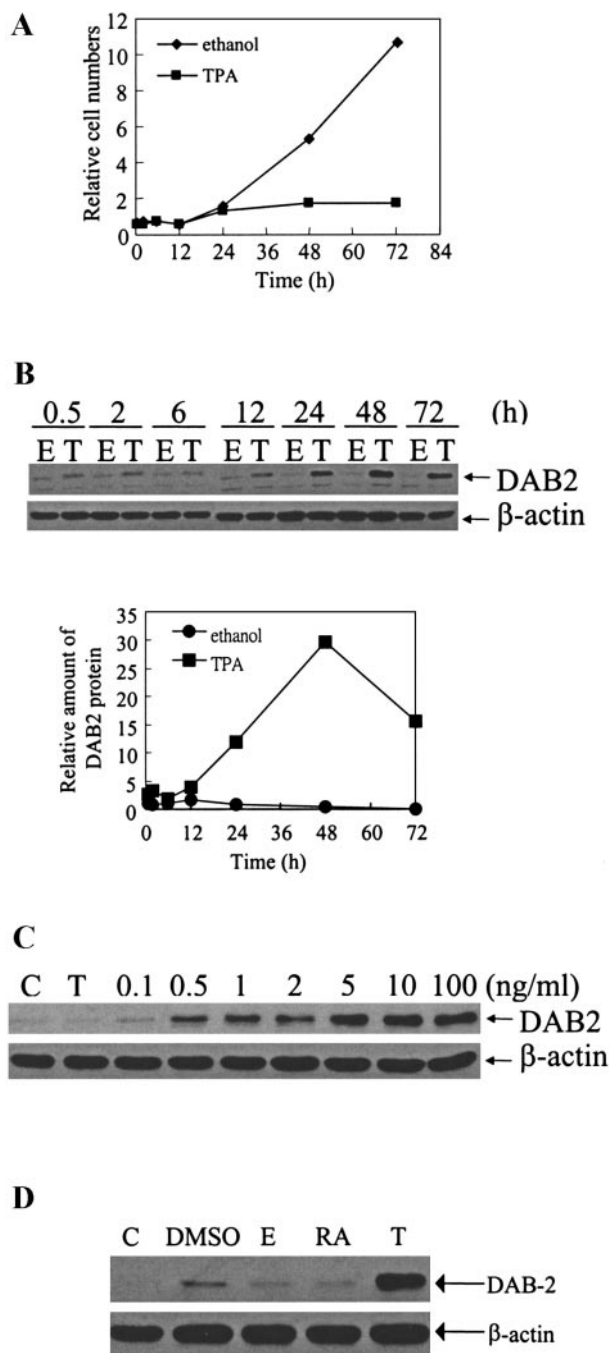 A
ethanol
TPA
Relative cell numbers
12
10
8
6
4
2
0
0 12 24 36 48 60 72 84
Time (h)
B
0.5 2 6 12 24 48 72 (h)
E T E T E T E T E T E T E T
DAB2
β-actin
ethanol
TPA
Relative amount of
DAB2 protein
35
30
25
20
15
10
5
0
0 12 24 36 48 60 72
Time (h)
C
C T 0.1 0.5 1 2 5 10 100 (ng/ml)
DAB2
β-actin
D
C DMSO E RA T
DAB-2
β-actin